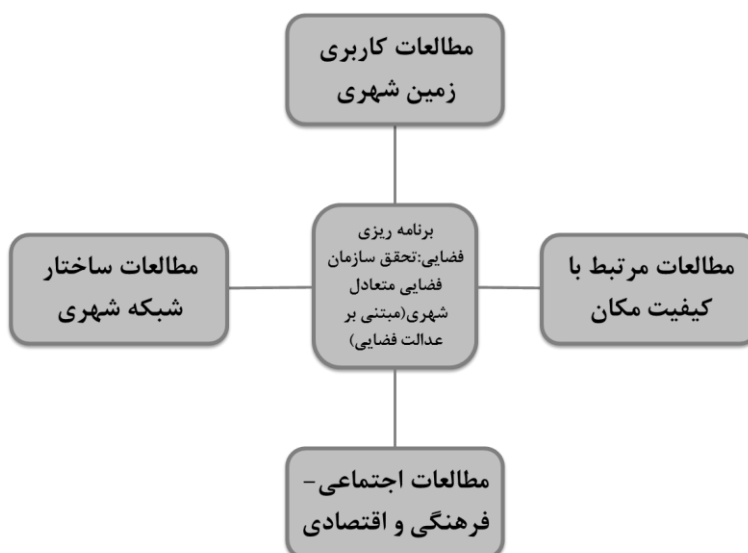 مطالعات کاربری
زمین شهری
برنامه ریزی
فضایی:تحقق سازمان
فضایی متعادل
شهری(مبتنی بر
عدالت فضایی)
مطالعات مرتبط با
کیفیت مکان
مطالعات ساختار
شبکه شهری
مطالعات اجتماعی-
فرهنگی و اقتصادی